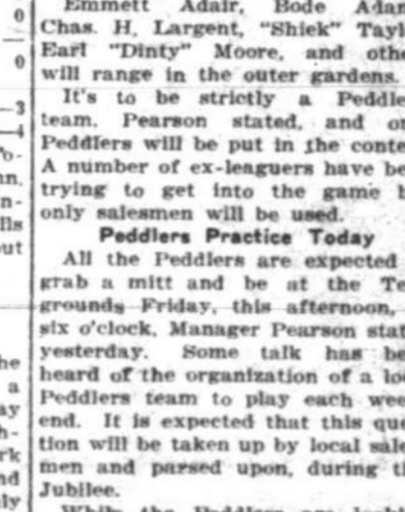 Emmett Adair, Bode Adan
Chas. H. Largent, "Shiek" Tayl
Earl "Dinty" Moore, and othe
will range in the outer gardens.
It's to be strictly a Peddle
team, Pearson stated, and on
Peddlers will be put in the conte
A number of ex-leaguers have be
trying to get into the game b
only salesmen will be used.
Peddlers Practice Today
All the Peddlers are expected
grab a mitt and be at the Te
grounds Friday, this afternoon,
six o'clock, Manager Pearson stat
yesterday. Some talk has be
heard of the organization of a lo
Peddlers team to play each wee
end. It is expected that this que
tion will be taken up by local sale
men and passed upon, during t
Jubilee.
While the Peddlers are looki